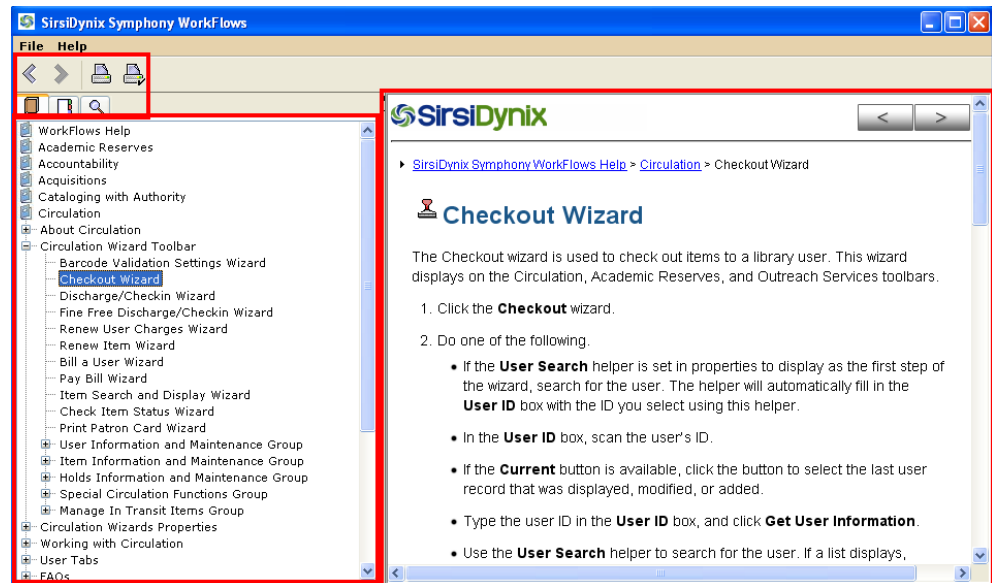 SirsiDynix Symphony WorkFlows
File Help
WorkFlows Help
Academic Reserves
Accountability
Acquisitions
Cataloging with Authority
Circulation
About Circulation
Circulation Wizard Toolbar
Barcode Validation Settings Wizard
Checkout Wizard
Discharge/Checkin Wizard
Fine Free Discharge/Checkin Wizard
Renew User Charges Wizard
Renew Item Wizard
Bill a User Wizard
Pay Bill Wizard
Item Search and Display Wizard
Check Item Status Wizard
Print Patron Card Wizard
User Information and Maintenance Group
Item Information and Maintenance Group
Holds Information and Maintenance Group
Special Circulation Functions Group
Manage In Transit Items Group
Circulation Wizards Properties
Working with Circulation
User Tabs
FAQs
SirsiDynix
< >
SirsiDynix Symphony WorkFlows Help > Circulation > Checkout Wizard
Checkout Wizard
The Checkout wizard is used to check out items to a library user. This wizard
displays on the Circulation, Academic Reserves, and Outreach Services toolbars.
1. Click the Checkout wizard.
2. Do one of the following.
• If the User Search helper is set in properties to display as the first step of
the wizard, search for the user. The helper will automatically fill in the
User ID box with the ID you select using this helper.
• In the User ID box, scan the user's ID.
• If the Current button is available, click the button to select the last user
record that was displayed, modified, or added.
• Type the user ID in the User ID box, and click Get User Information.
• Use the User Search helper to search for the user. If a list displays,